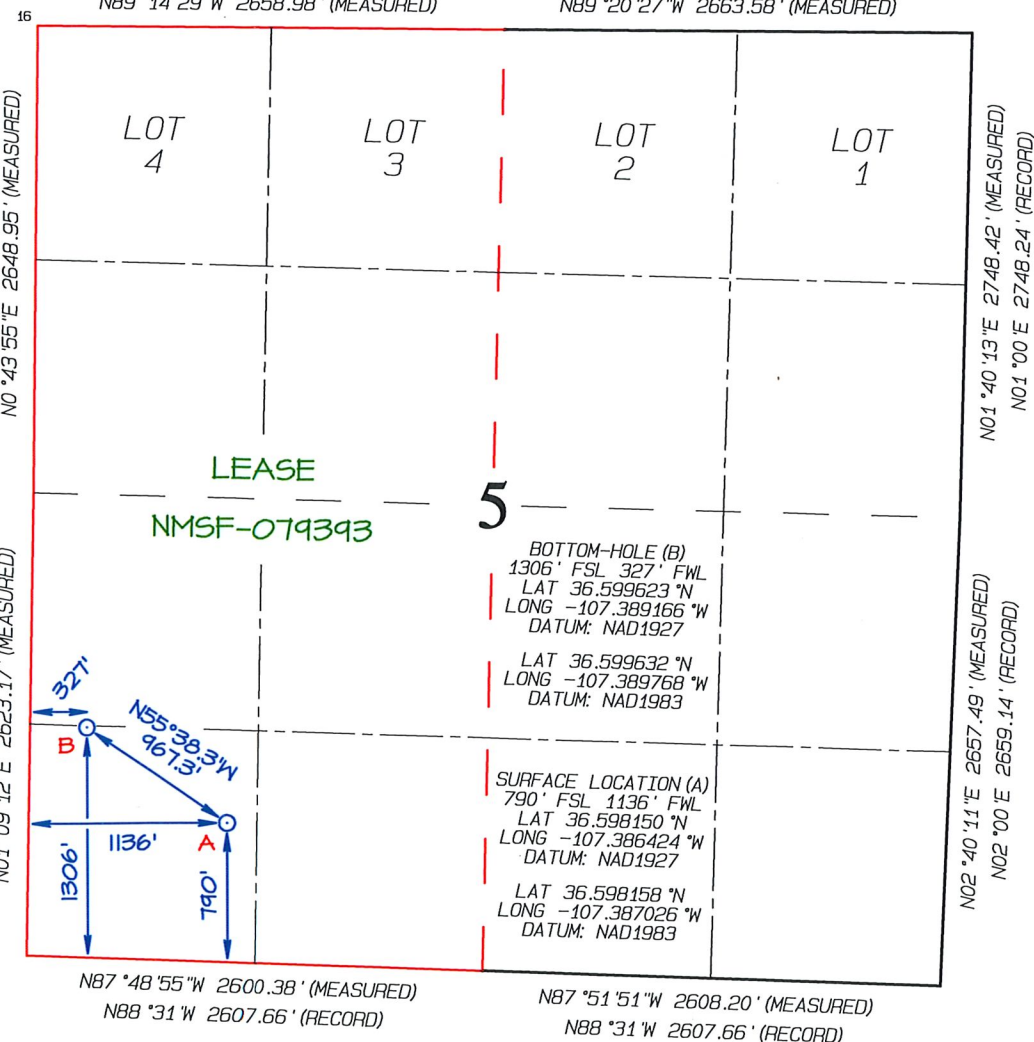 16
N89 °14'29"W 2658.98' (MEASURED)
N89 °20'27"W 2663.58' (MEASURED)
LOT
4
LOT
3
LOT
2
LOT
1
N0 °43'55"E 2648.95' (MEASURED)
N01 °40'13"E 2748.42' (MEASURED)
N01 °00'E 2748.24' (RECORD)
LEASE
NMSF-079393
5
BOTTOM-HOLE (B)
1306' FSL 327' FWL
LAT 36.599623 °N
LONG -107.389166 °W
DATUM: NAD1927
LAT 36.599632 °N
LONG -107.389768 °W
DATUM: NAD1983
SURFACE LOCATION (A)
790' FSL 1136' FWL
LAT 36.598150 °N
LONG -107.386424 °W
DATUM: NAD1927
LAT 36.598158 °N
LONG -107.387026 °W
DATUM: NAD1983
N01 °09'12"E 2623.17' (MEASURED)
327'
B
N55°38.3'W
967.3'
1136'
A
1306'
790'
N02 °40'11"E 2657.49' (MEASURED)
N02 °00'E 2659.14' (RECORD)
N87 °48'55"W 2600.38' (MEASURED)
N88 °31'W 2607.66' (RECORD)
N87 °51'51"W 2608.20' (MEASURED)
N88 °31'W 2607.66' (RECORD)